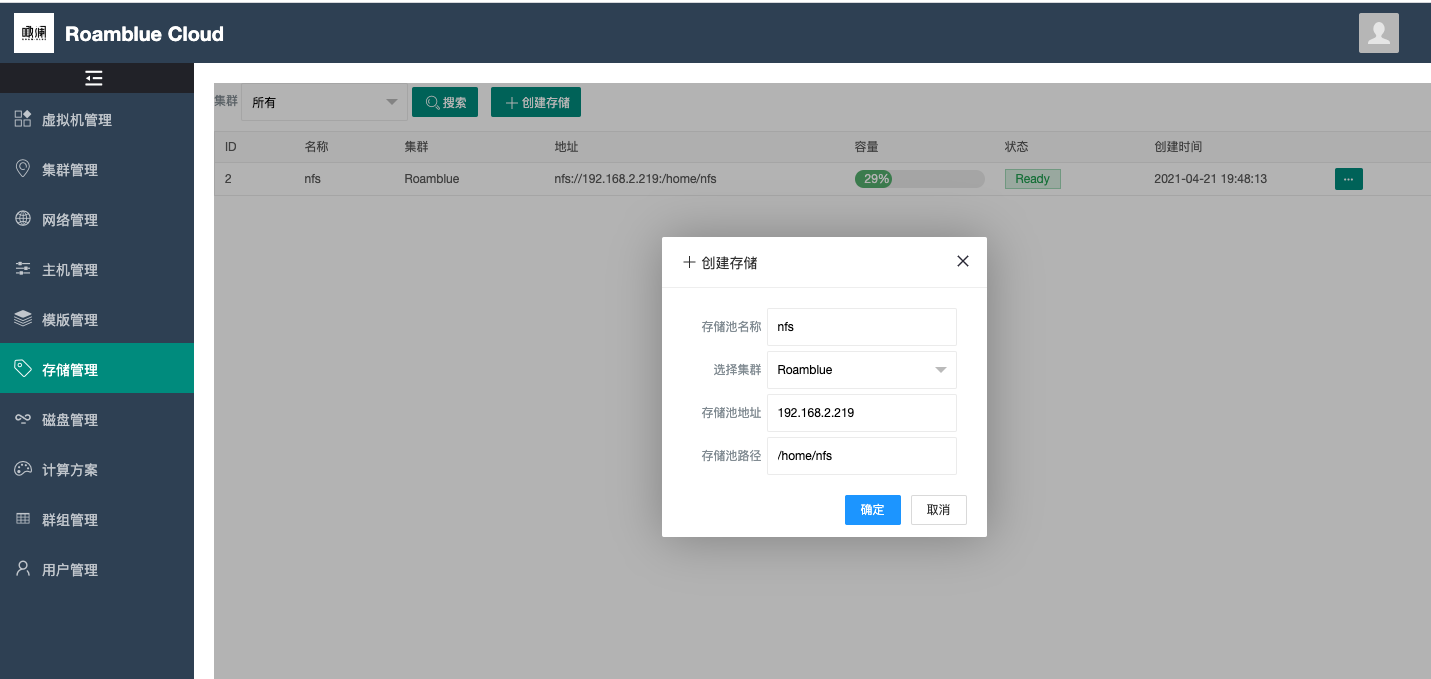 Roamblue Cloud
集群 所有 搜索 创建存储
虚拟机管理
集群管理
网络管理
主机管理
模版管理
存储管理
磁盘管理
计算方案
群组管理
用户管理
ID 名称 集群 地址 容量 状态 创建时间
2 nfs Roamblue nfs://192.168.2.219:/home/nfs 29% Ready 2021-04-21 19:48:13
创建存储
存储池名称 nfs
选择集群 Roamblue
存储池地址 192.168.2.219
存储池路径 /home/nfs
确定 取消